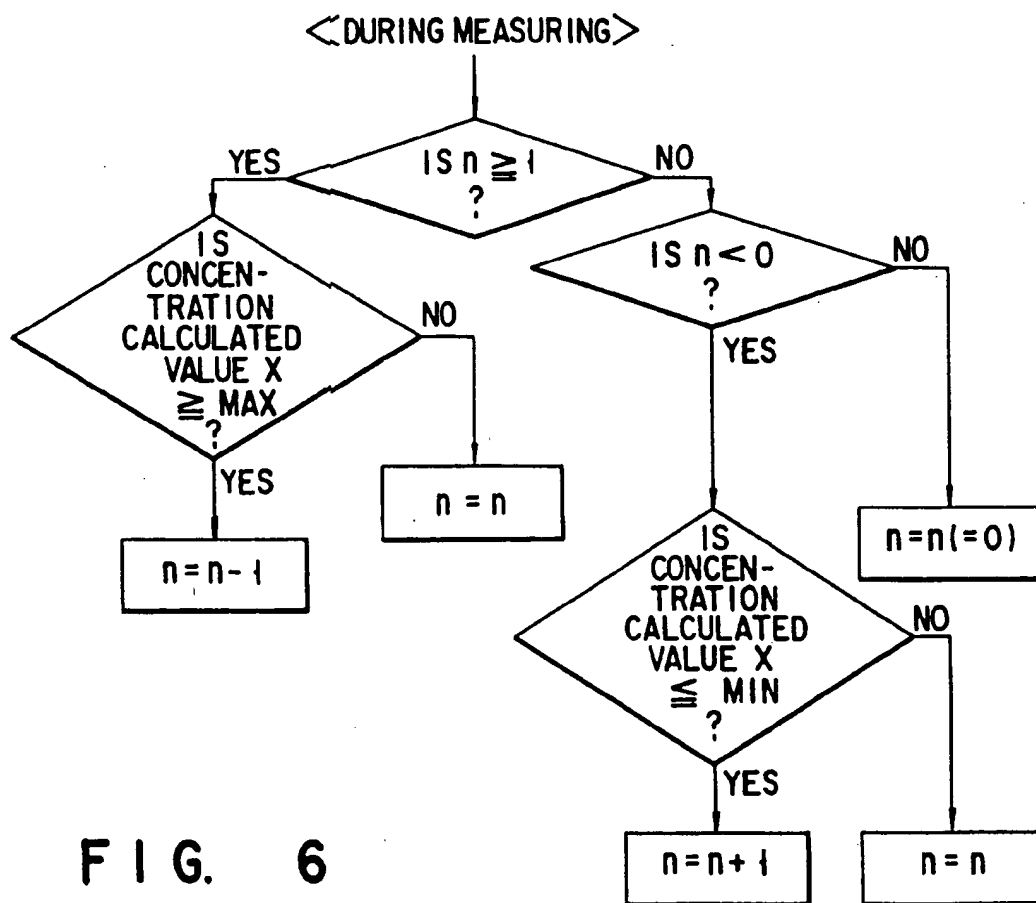 <DURING MEASURING>
IS n ≧ 1
?
YES
NO
IS
CONCEN-
TRATION
CALCULATED
VALUE X
≧ MAX
?
NO
YES
n = n
n = n - 1
IS n < 0
?
NO
YES
n = n (= 0)
IS
CONCEN-
TRATION
CALCULATED
VALUE X
≦ MIN
?
NO
YES
n = n + 1
n = n
FIG. 6